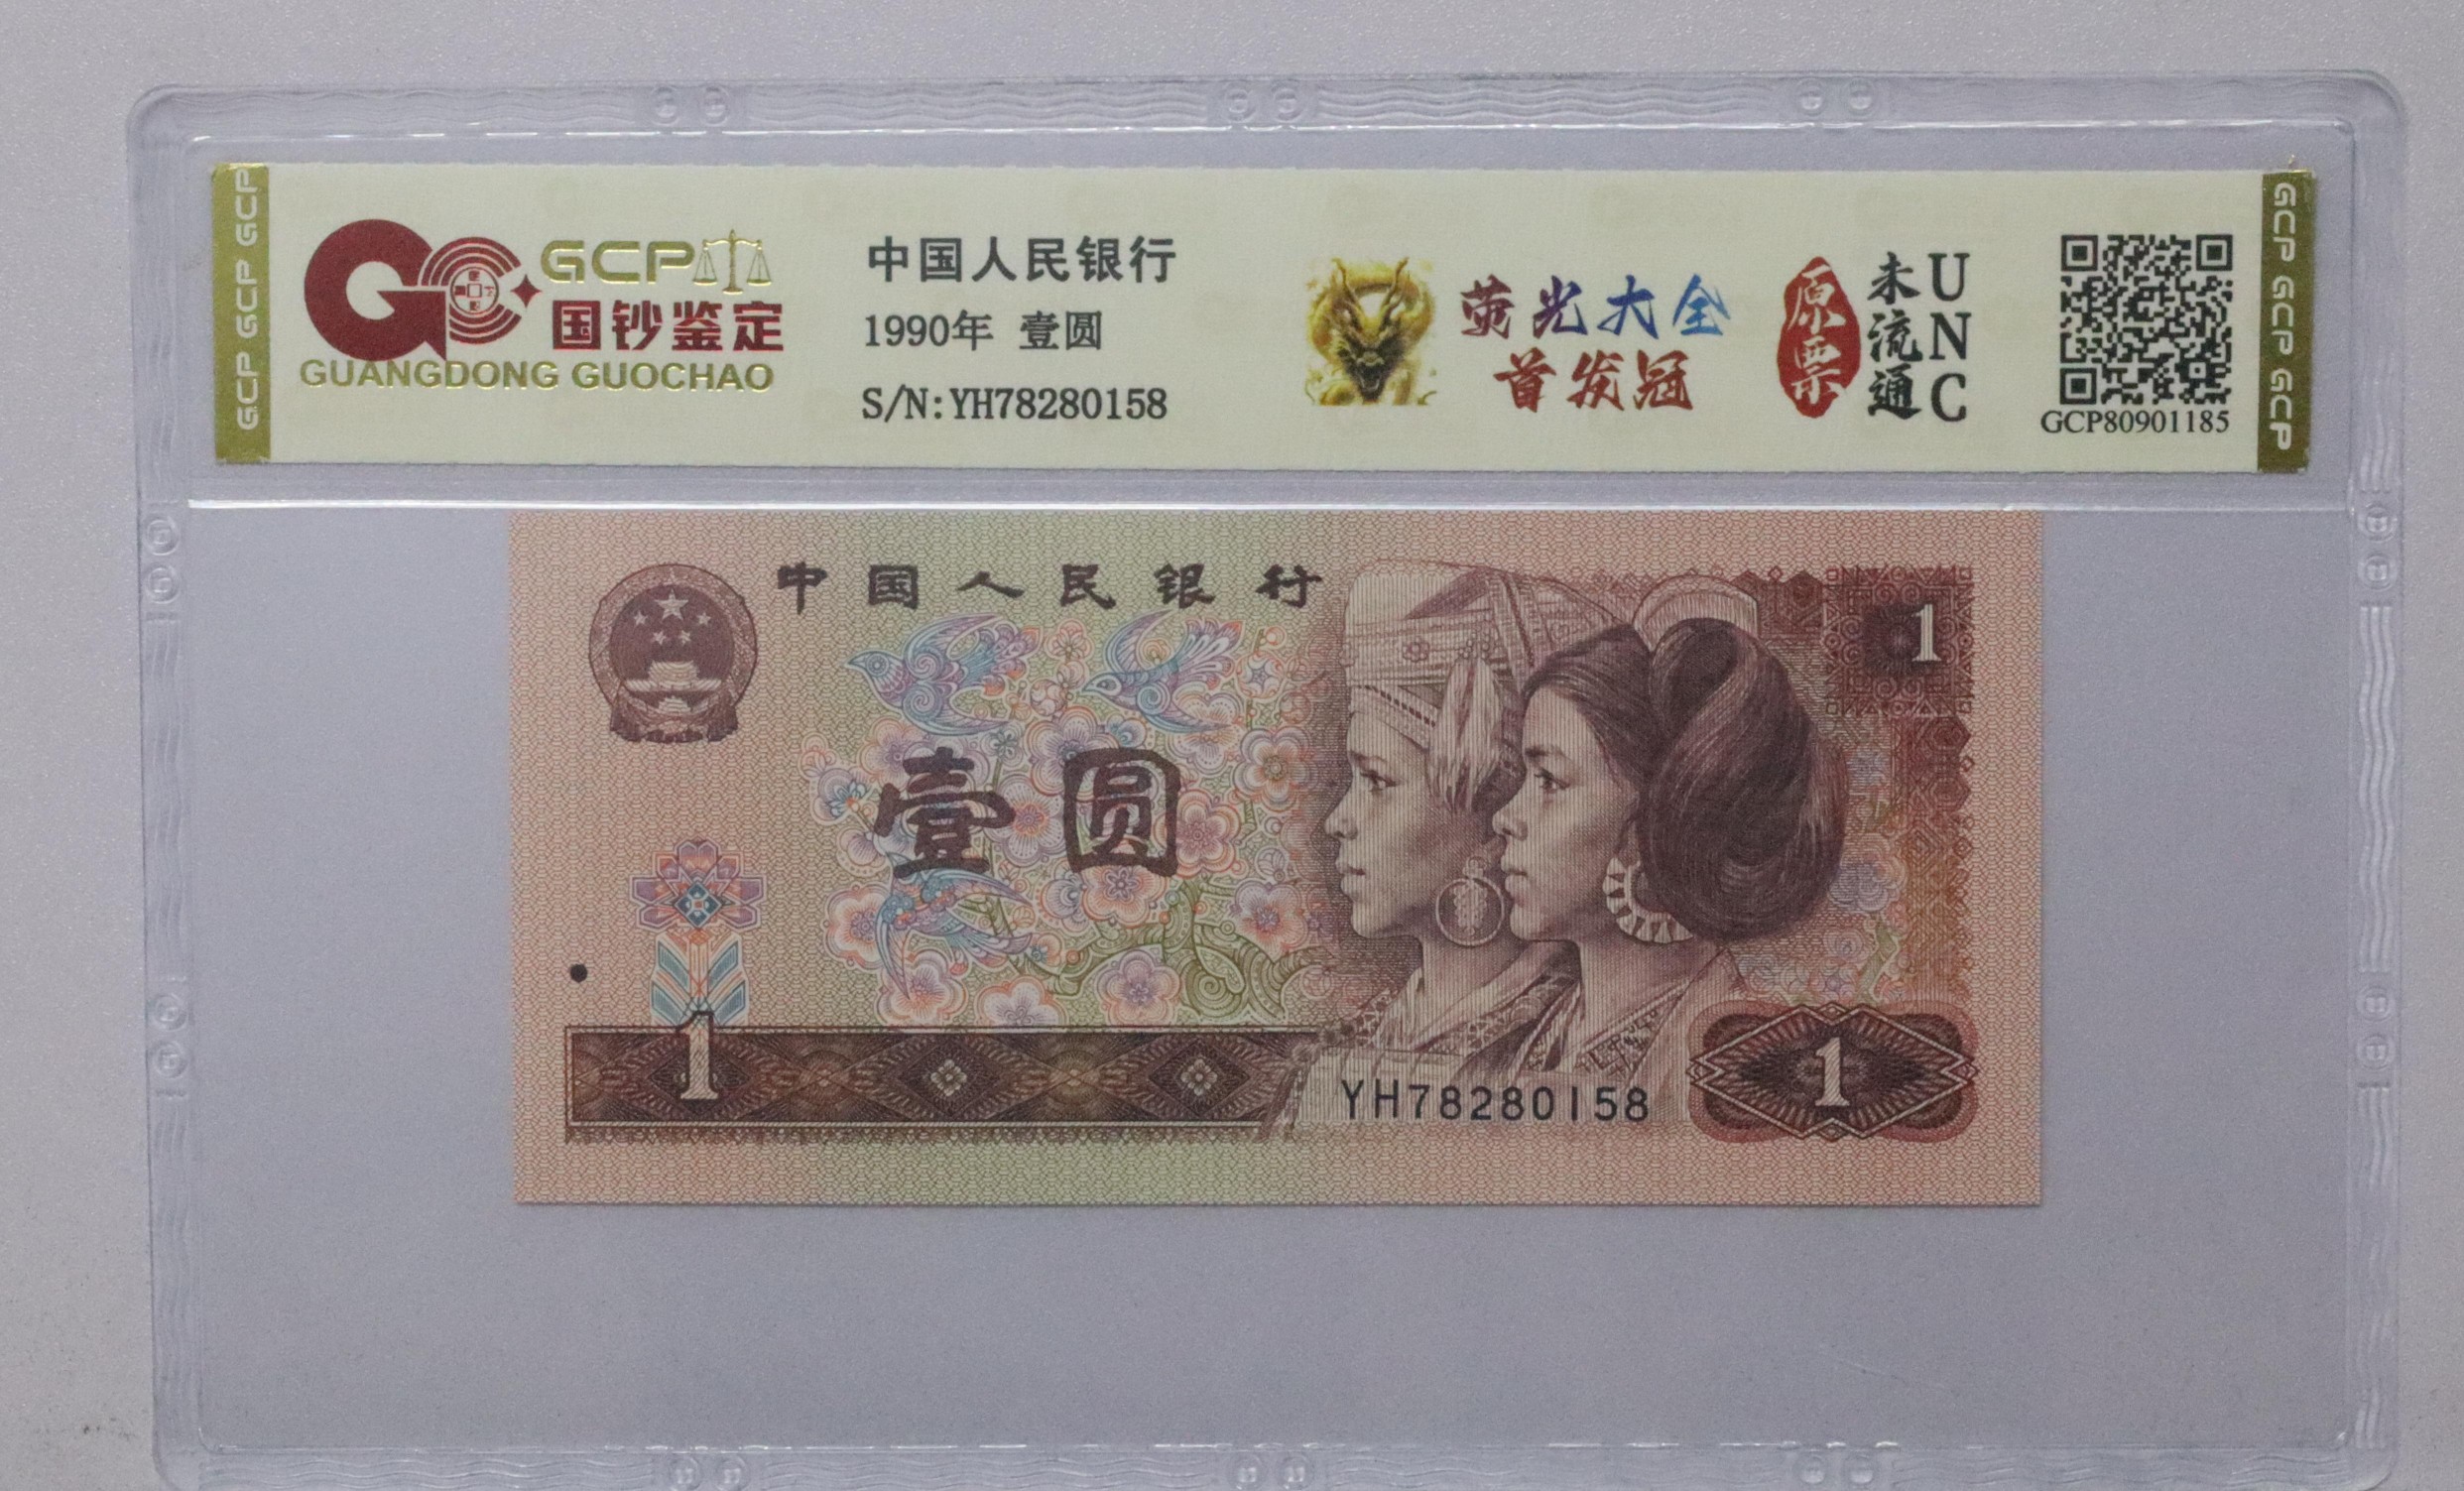 GCP GCP GCP
GCP
国钞鉴定
GUANGDONG GUOCHAO
中国人民银行
1990年 壹圆
S/N:YH78280158
荧光大全
首发冠
原票
未流通
UNC
GCP80901185
GCP GCP GCP
中国人民银行
1
壹圆
1
YH78280158
1